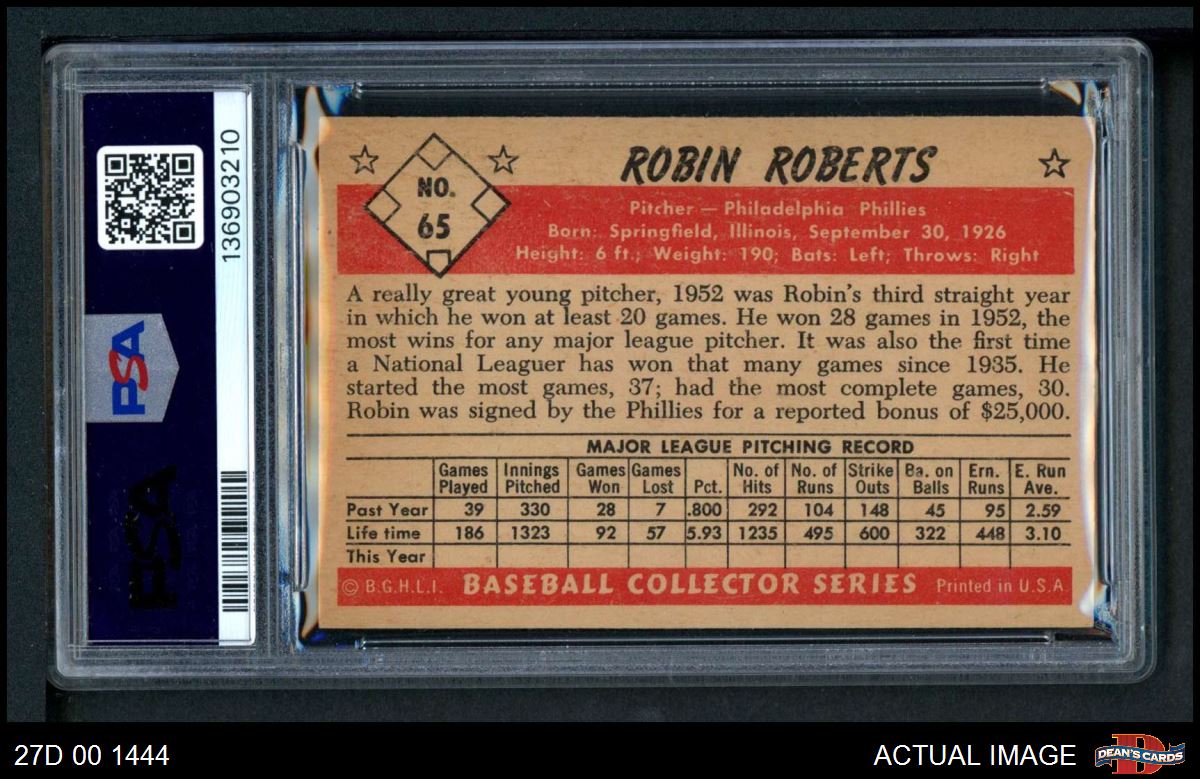 136903210
PSA
PSA
NO.
65
ROBIN ROBERTS
Pitcher — Philadelphia Phillies
Born: Springfield, Illinois, September 30, 1926
Height: 6 ft.; Weight: 190; Bats: Left; Throws: Right
A really great young pitcher, 1952 was Robin's third straight year
in which he won at least 20 games. He won 28 games in 1952, the
most wins for any major league pitcher. It was also the first time
a National Leaguer has won that many games since 1935. He
started the most games, 37; had the most complete games, 30.
Robin was signed by the Phillies for a reported bonus of $25,000.
MAJOR LEAGUE PITCHING RECORD
Games Innings Games Games No. of No. of Strike Ba. on Ern. E. Run
Played Pitched Won Lost Pct. Hits Runs Outs Balls Runs Ave.
Past Year 39 330 28 7 .800 292 104 148 45 95 2.59
Life time 186 1323 92 57 5.93 1235 495 600 322 448 3.10
This Year
© B.G.H.L.I. BASEBALL COLLECTOR SERIES Printed in U.S.A.
27D 00 1444
ACTUAL IMAGE
DEAN'S CARDS